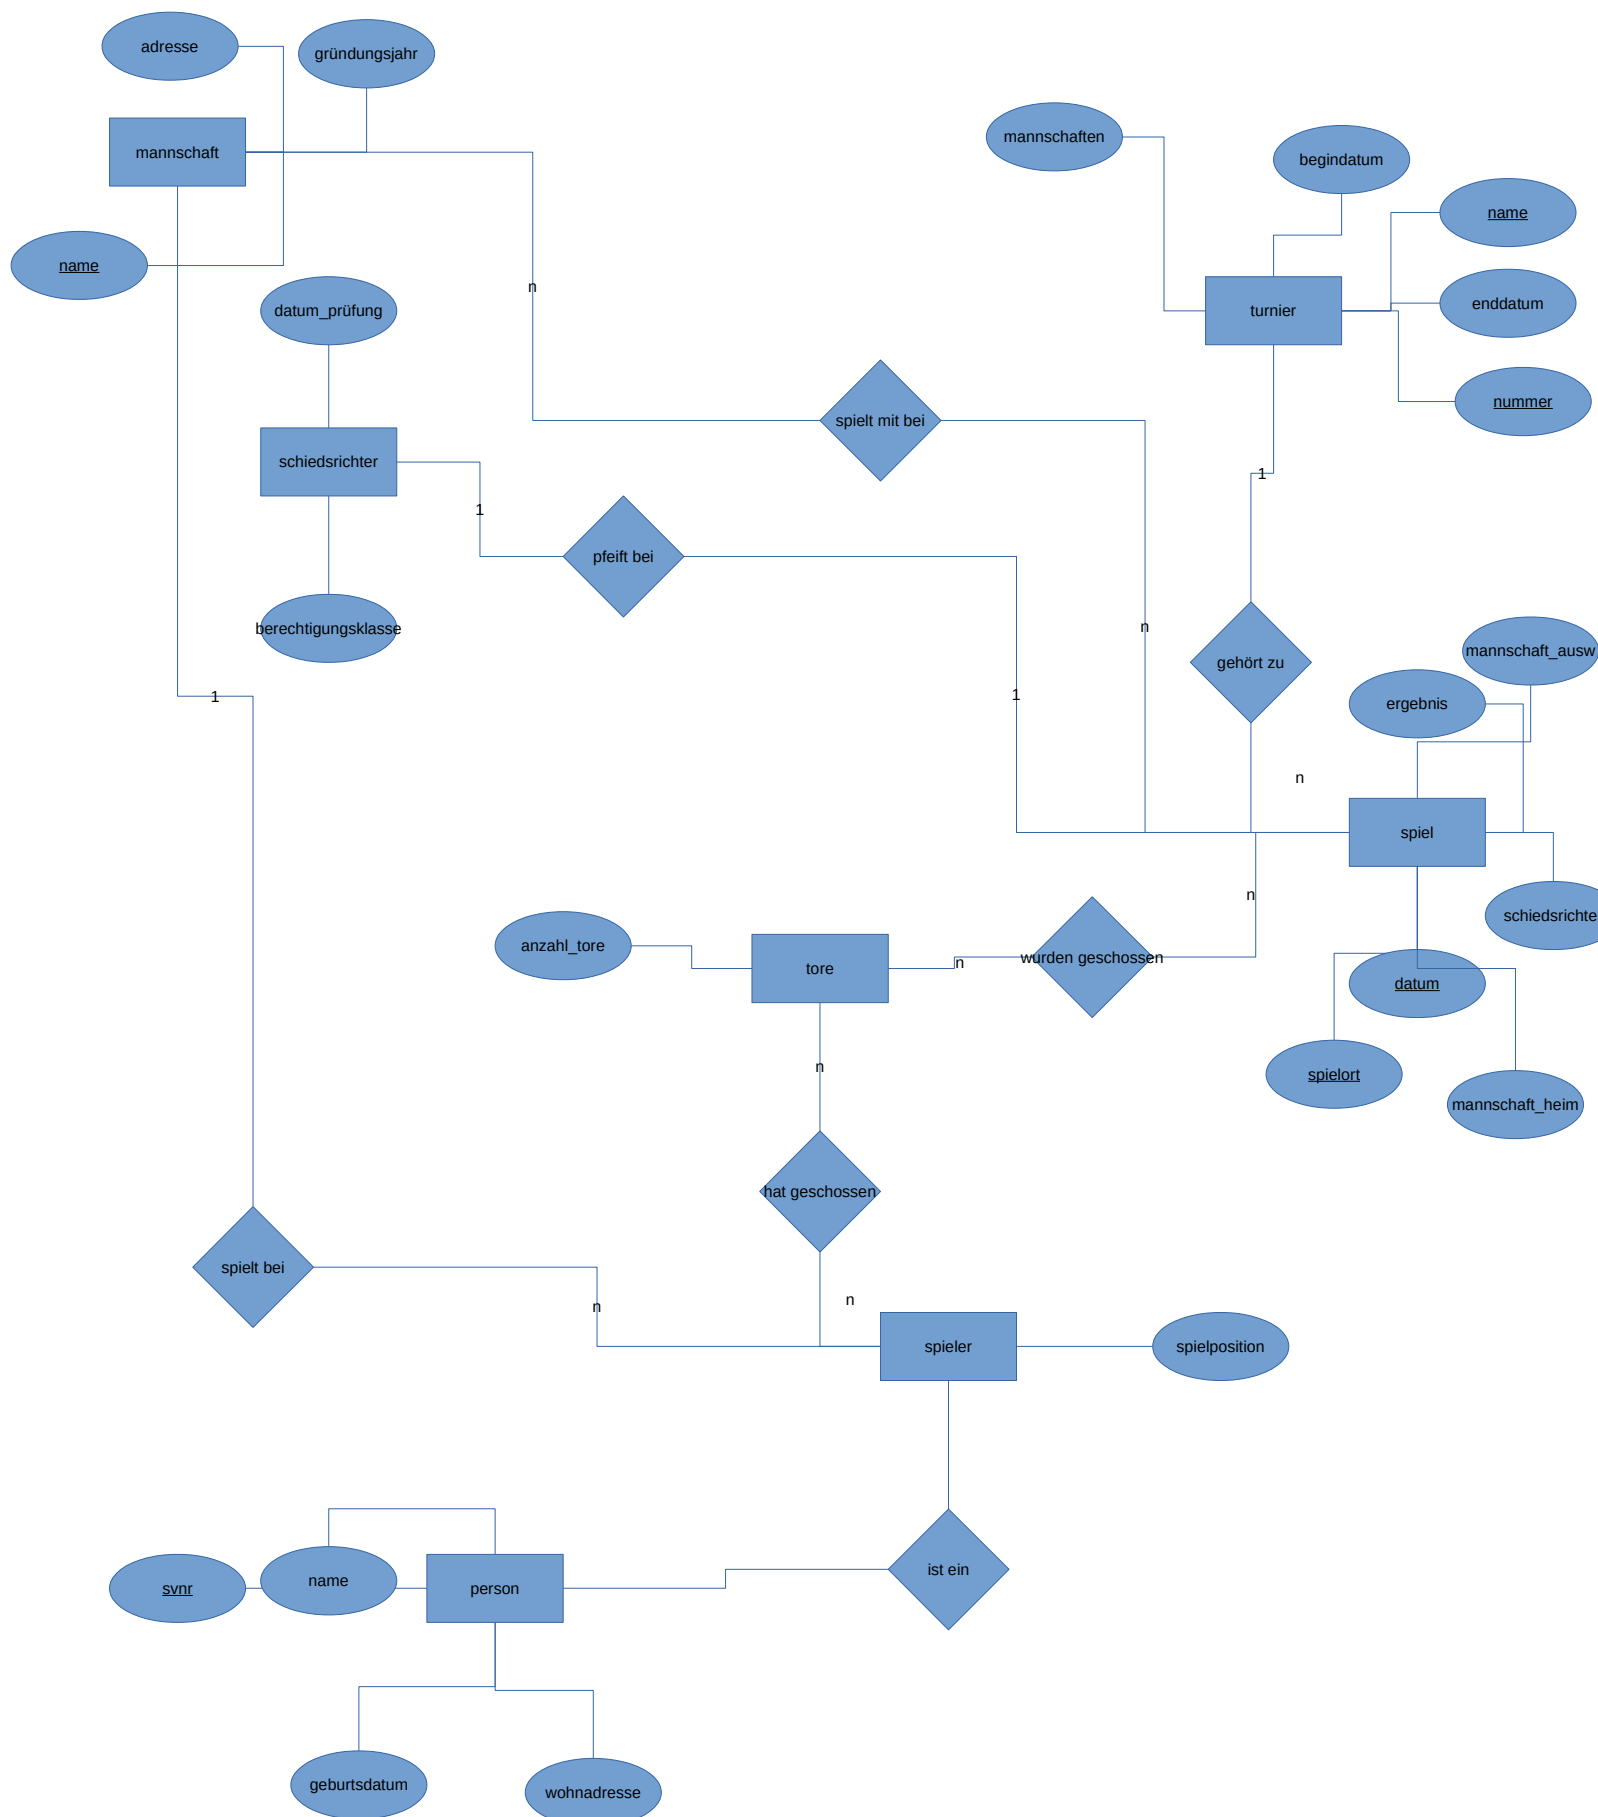 adresse
gründungsjahr
mannschaft
mannschaften
begindatum
name
name
enddatum
n
datum_prüfung
turnier
nummer
spielt mit bei
schiedsrichter
1
1
pfeift bei
berechtigungsklasse
n
gehört zu
mannschaft_ausw
1
1
ergebnis
n
spiel
n
schiedsrichte
anzahl_tore
tore
n
wurden geschossen
datum
n
spielort
mannschaft_heim
hat geschossen
spielt bei
n
n
spieler
spielposition
ist ein
svnr
name
person
geburtsdatum
wohnadresse